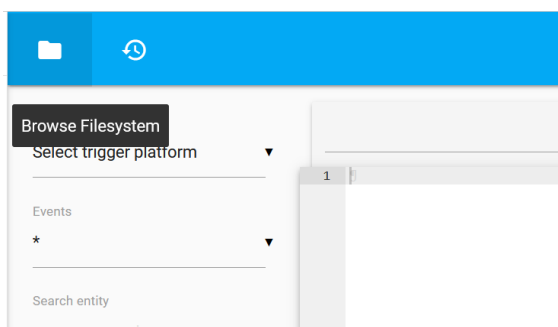 Browse Filesystem
Select trigger platform
Events
*
Search entity
1